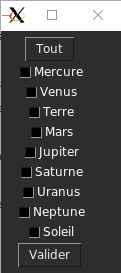 Tout
Mercure
Venus
Terre
Mars
Jupiter
Saturne
Uranus
Neptune
Soleil
Valider